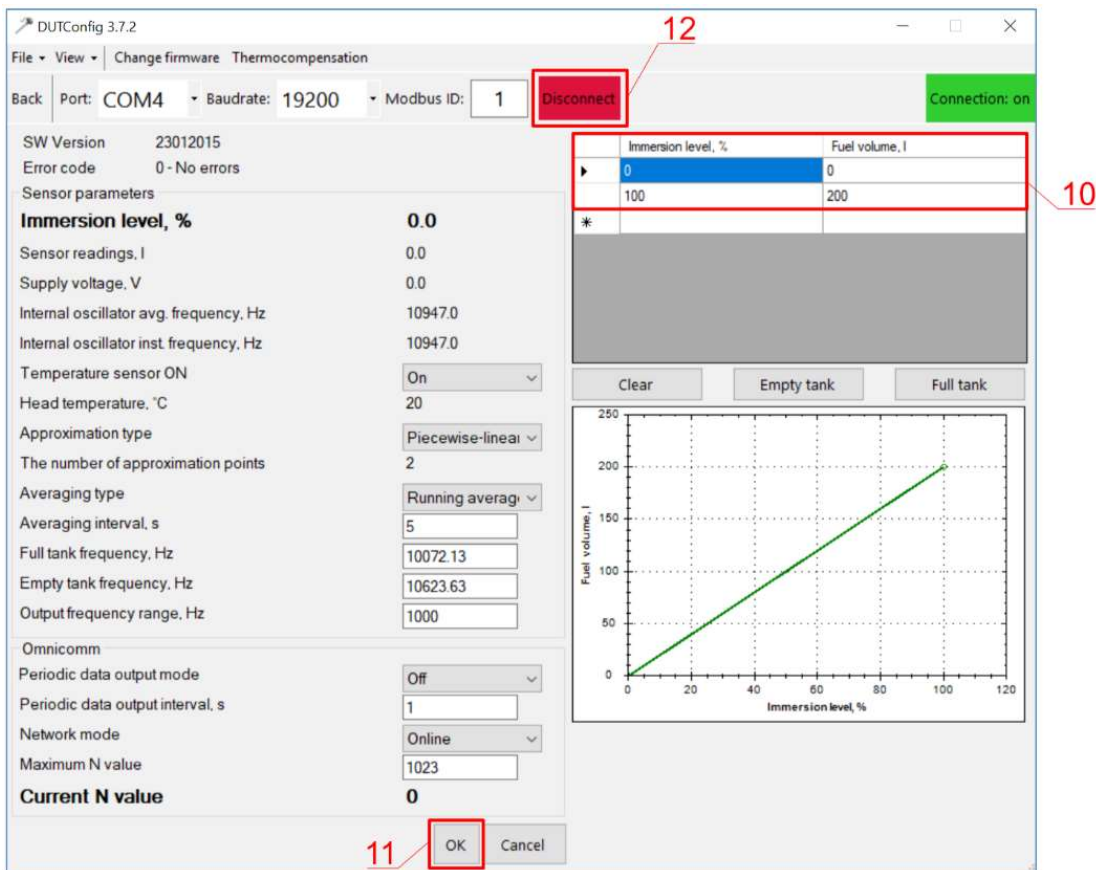 DUTConfig 3.7.2
12
File View Change firmware Thermocompensation
Back Port: COM4 Baudrate: 19200 Modbus ID: 1 Disconnect Connection: on
SW Version 23012015
Error code 0 - No errors
Sensor parameters
Immersion level, % 0.0
Sensor readings, l 0.0
Supply voltage, V 0.0
Internal oscillator avg. frequency, Hz 10947.0
Internal oscillator inst. frequency, Hz 10947.0
Temperature sensor ON On
Head temperature, °C 20
Approximation type Piecewise-linear
The number of approximation points 2
Averaging type Running average
Averaging interval, s 5
Full tank frequency, Hz 10072.13
Empty tank frequency, Hz 10623.63
Output frequency range, Hz 1000
Omnicomm
Periodic data output mode Off
Periodic data output interval, s 1
Network mode Online
Maximum N value 1023
Current N value 0
11
OK Cancel
Immersion level, % Fuel volume, l
0 0
100 200
*
10
Clear Empty tank Full tank
250
200
150
100
50
0
Fuel volume, l
0 20 40 60 80 100 120
Immersion level, %